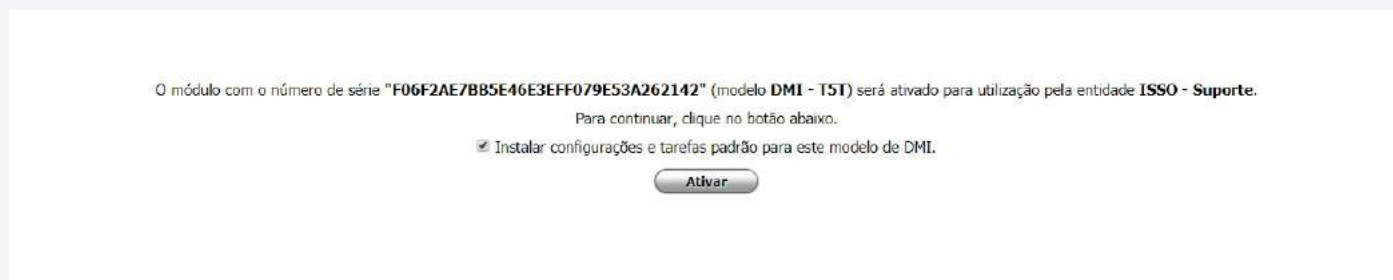 O módulo com o número de série "F06F2AE7BB5E46E3EFF079E53A262142" (modelo DMI - T5T) será ativado para utilização pela entidade ISSO - Suporte.
Para continuar, clique no botão abaixo.
Instalar configurações e tarefas padrão para este modelo de DMI.
Ativar